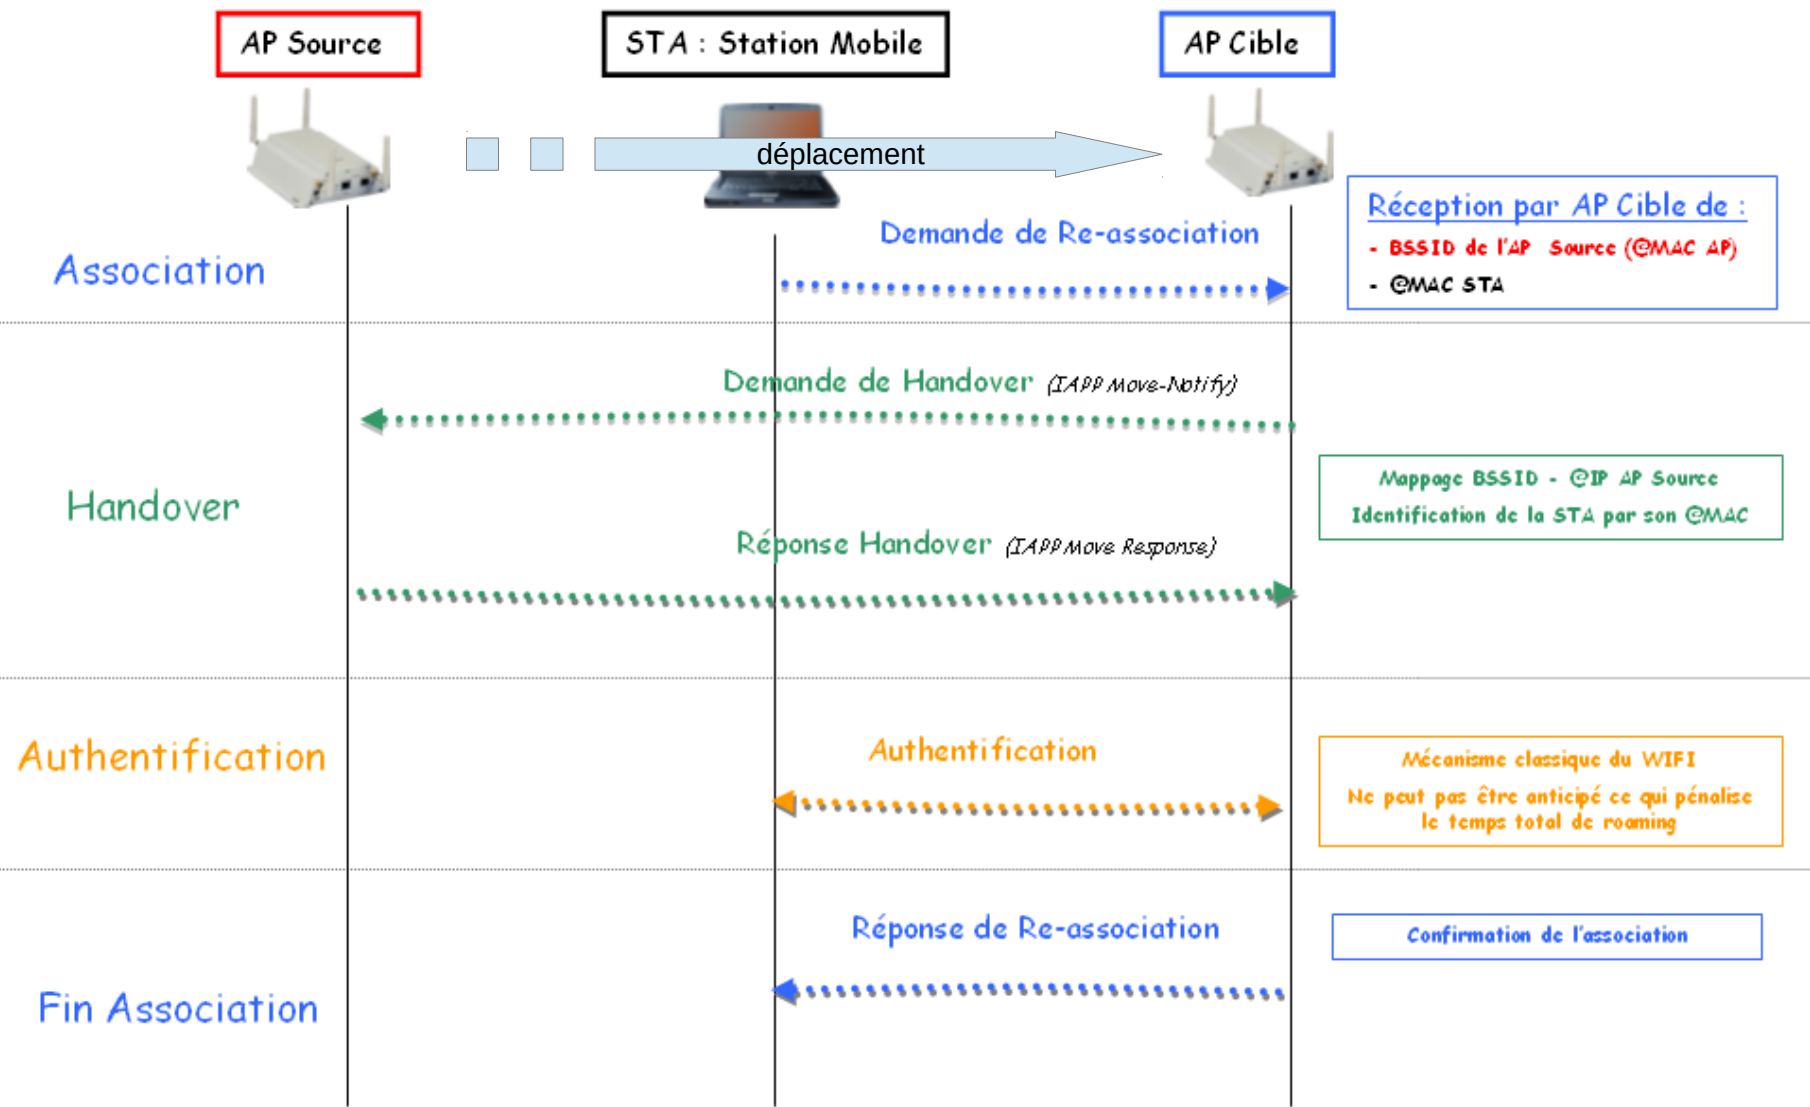 AP Source
STA : Station Mobile
AP Cible
déplacement
Réception par AP Cible de :
- BSSID de l'AP Source (@MAC AP)
- @MAC STA
Demande de Re-association
Association
Demande de Handover (IAPP Move-Notify)
Mappage BSSID - @IP AP Source
Identification de la STA par son @MAC
Handover
Réponse Handover (IAPP Move Response)
Authentification
Authentification
Mécanisme classique du WIFI
Ne peut pas être anticipé ce qui pénalise
le temps total de roaming
Réponse de Re-association
Confirmation de l'association
Fin Association